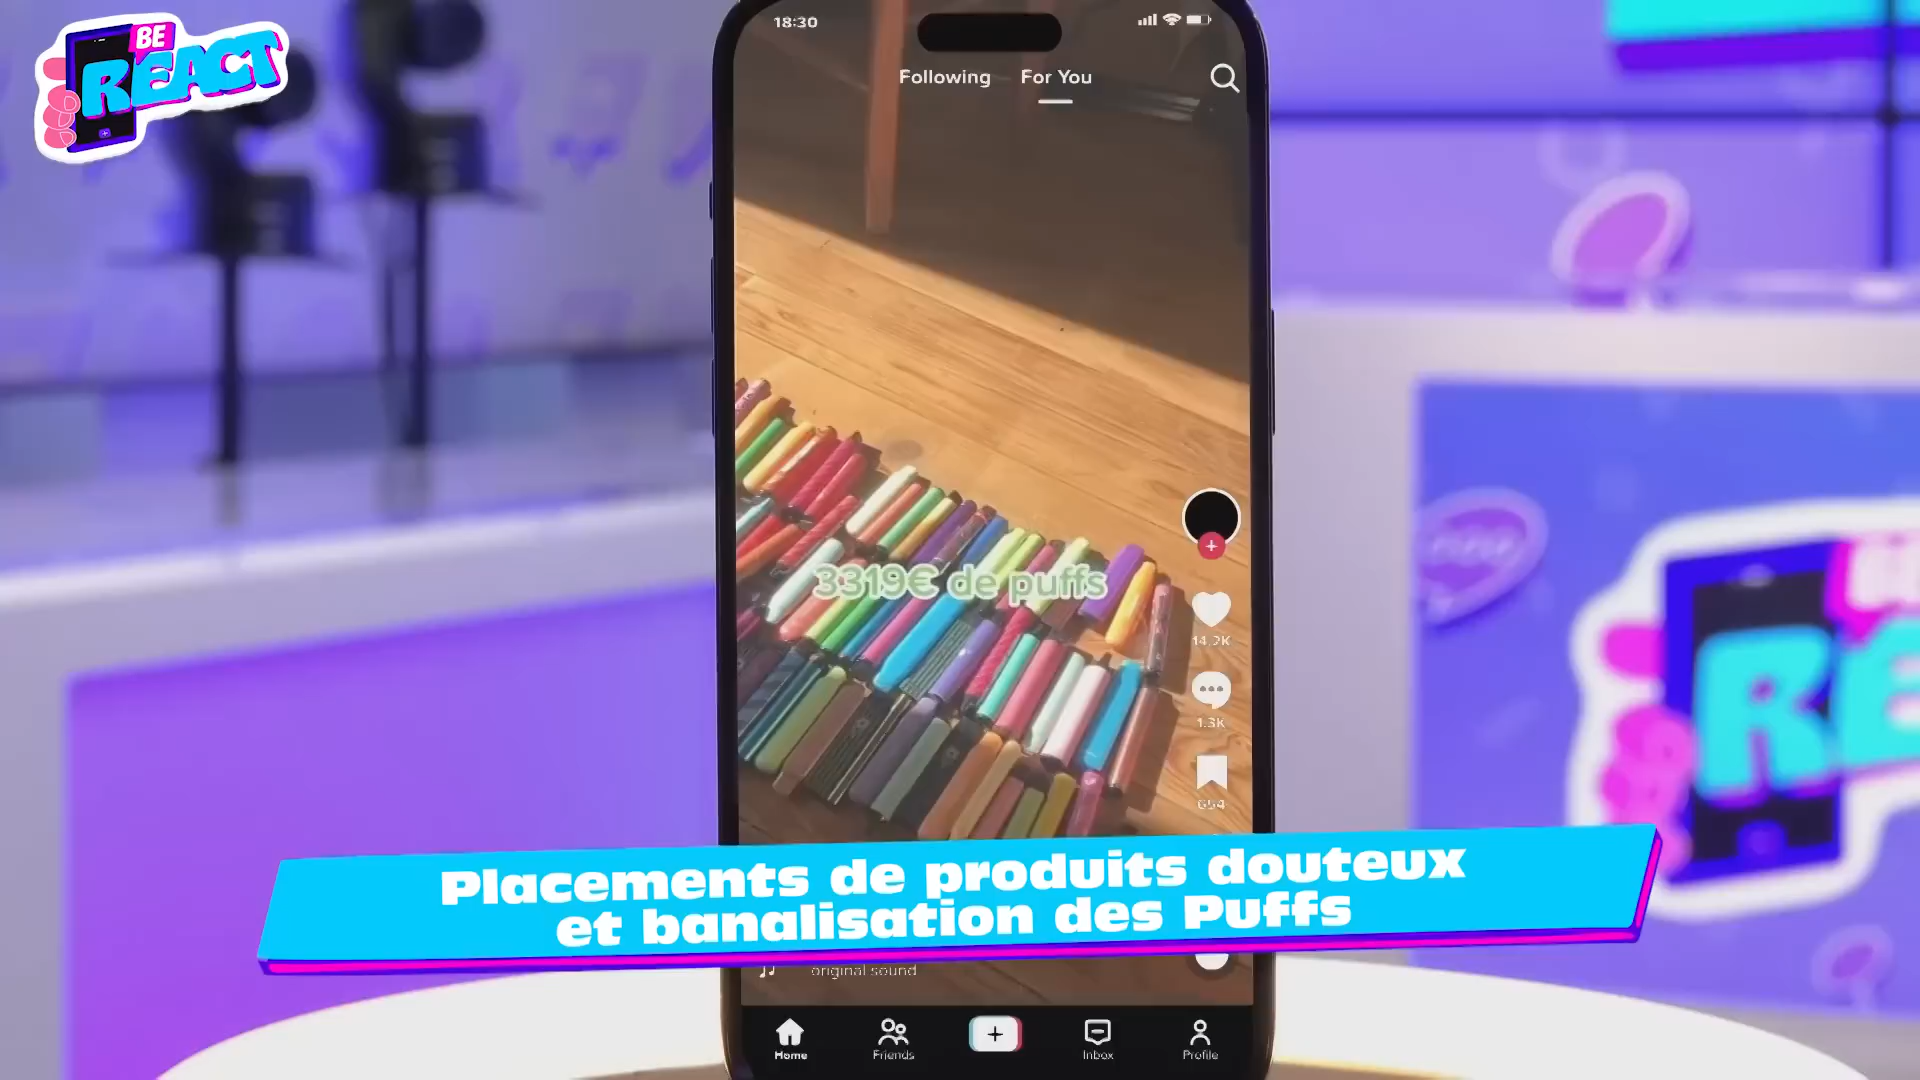 BE
REACT
18:30
Following For You
3319€ de puffs
14.2K
1.3K
654
Placements de produits douteux
et banalisation des Puffs
original sound
Home Friends Inbox Profile